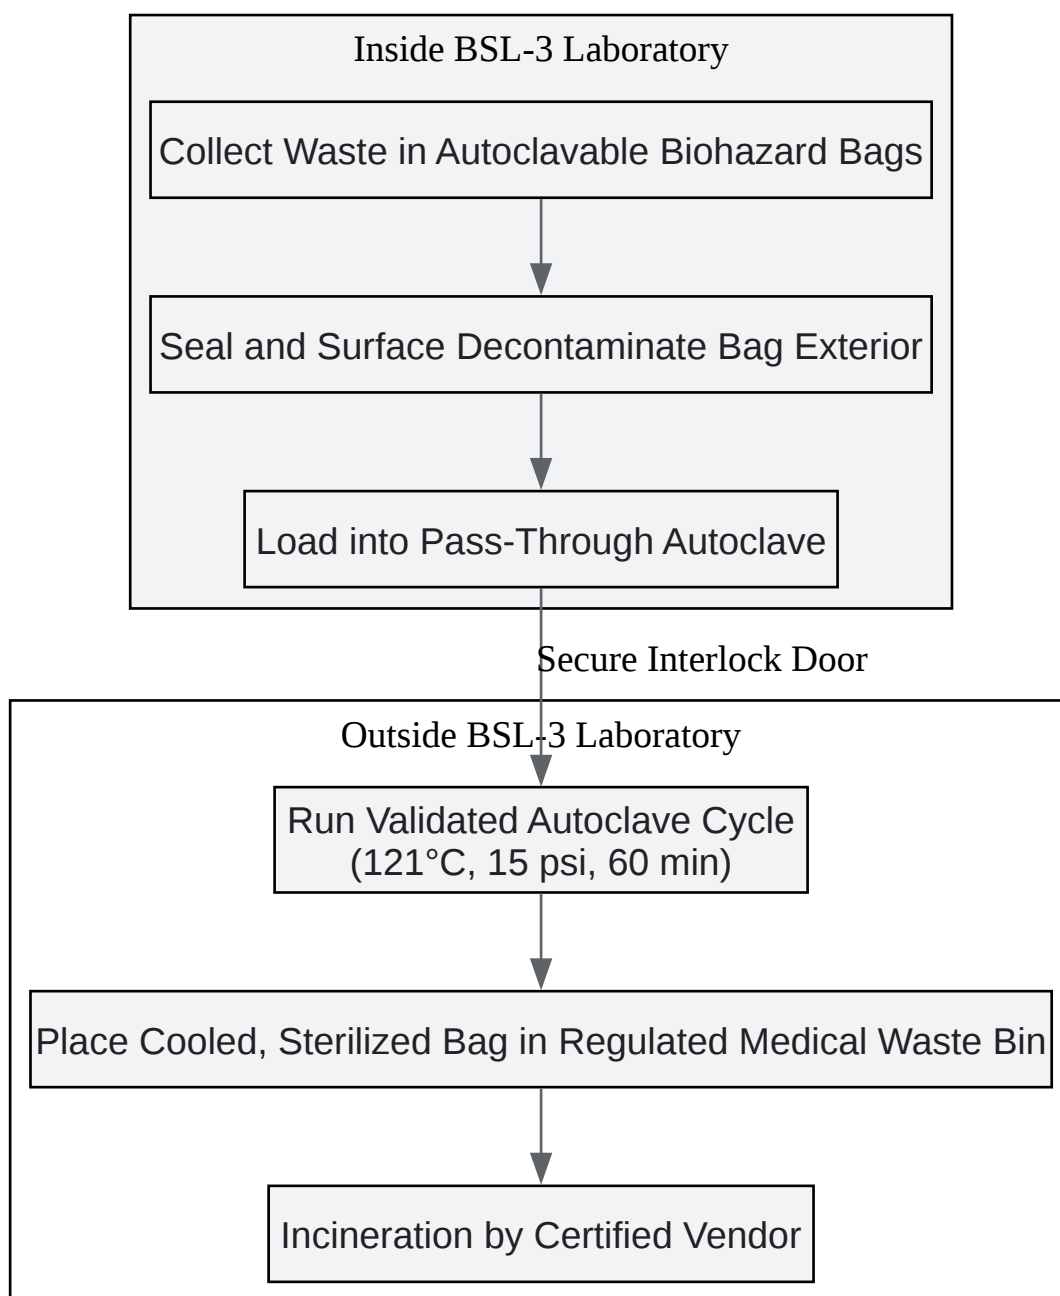 Inside BSL-3 Laboratory
Collect Waste in Autoclavable Biohazard Bags
Seal and Surface Decontaminate Bag Exterior
Load into Pass-Through Autoclave
Secure Interlock Door
Outside BSL-3 Laboratory
Run Validated Autoclave Cycle
(121°C, 15 psi, 60 min)
Place Cooled, Sterilized Bag in Regulated Medical Waste Bin
Incineration by Certified Vendor